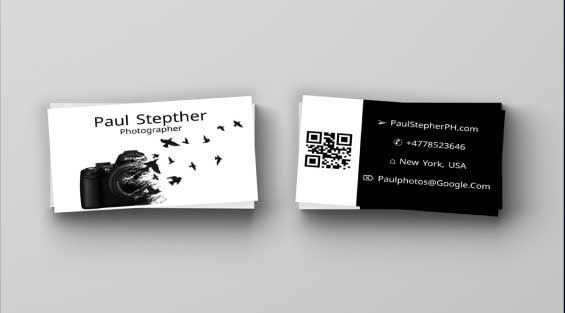 Paul Stepther
Photographer
➢ PaulStepherPH.com
✆ +4778523646
⌂ New York, USA
⌦ Paulphotos@Google.Com